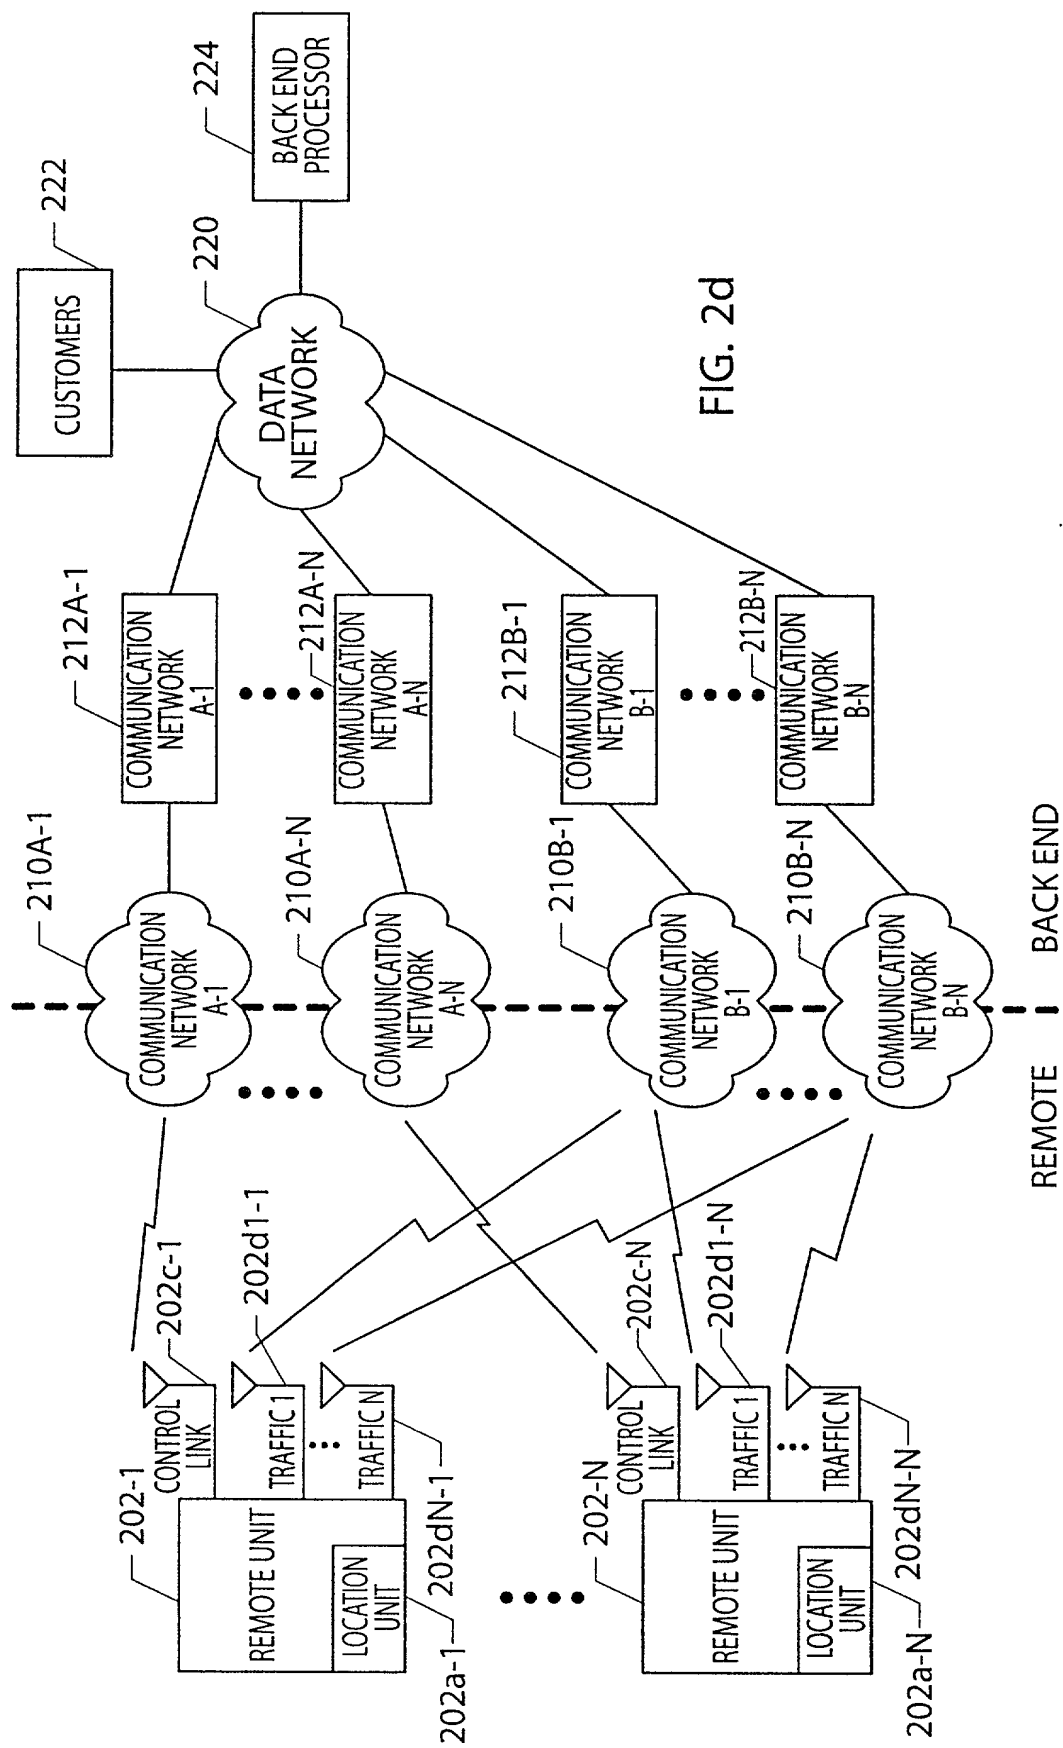 202-1
REMOTE UNIT
LOCATION
UNIT
202a-1
CONTROL
LINK
202c-1
TRAFFIC 1
202d1-1
TRAFFIC N
202dN-1
202-N
REMOTE UNIT
LOCATION
UNIT
202a-N
CONTROL
LINK
202c-N
TRAFFIC 1
202d1-N
TRAFFIC N
202dN-N
210A-1
COMMUNICATION
NETWORK
A-1
210A-N
COMMUNICATION
NETWORK
A-N
210B-1
COMMUNICATION
NETWORK
B-1
210B-N
COMMUNICATION
NETWORK
B-N
REMOTE
BACK END
212A-1
COMMUNICATION
NETWORK
A-1
212A-N
COMMUNICATION
NETWORK
A-N
212B-1
COMMUNICATION
NETWORK
B-1
212B-N
COMMUNICATION
NETWORK
B-N
CUSTOMERS
222
DATA
NETWORK
220
BACK END
PROCESSOR
224
FIG. 2d